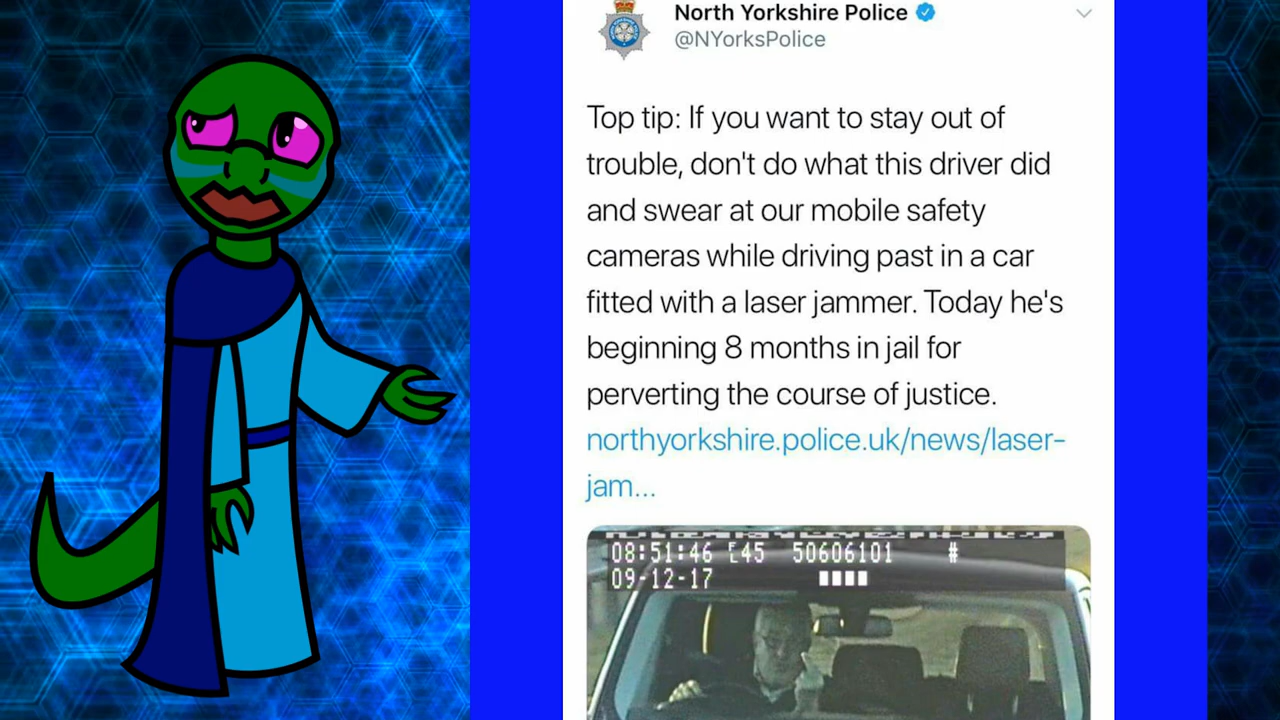 North Yorkshire Police
@NYorksPolice
Top tip: If you want to stay out of
trouble, don't do what this driver did
and swear at our mobile safety
cameras while driving past in a car
fitted with a laser jammer. Today he's
beginning 8 months in jail for
perverting the course of justice.
northyorkshire.police.uk/news/laser-
jam...
08:51:46 E45 50606101 #
09-12-17